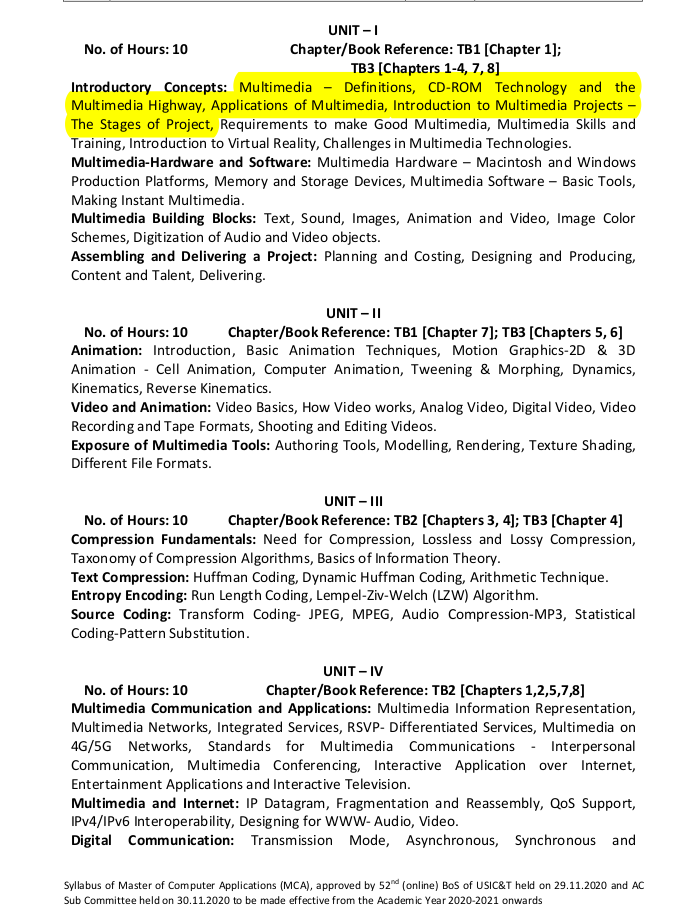 UNIT – I
No. of Hours: 10 Chapter/Book Reference: TB1 [Chapter 1];
TB3 [Chapters 1-4, 7, 8]
Introductory Concepts: Multimedia – Definitions, CD-ROM Technology and the
Multimedia Highway, Applications of Multimedia, Introduction to Multimedia Projects –
The Stages of Project, Requirements to make Good Multimedia, Multimedia Skills and
Training, Introduction to Virtual Reality, Challenges in Multimedia Technologies.
Multimedia-Hardware and Software: Multimedia Hardware – Macintosh and Windows
Production Platforms, Memory and Storage Devices, Multimedia Software – Basic Tools,
Making Instant Multimedia.
Multimedia Building Blocks: Text, Sound, Images, Animation and Video, Image Color
Schemes, Digitization of Audio and Video objects.
Assembling and Delivering a Project: Planning and Costing, Designing and Producing,
Content and Talent, Delivering.
UNIT – II
No. of Hours: 10 Chapter/Book Reference: TB1 [Chapter 7]; TB3 [Chapters 5, 6]
Animation: Introduction, Basic Animation Techniques, Motion Graphics-2D & 3D
Animation - Cell Animation, Computer Animation, Tweening & Morphing, Dynamics,
Kinematics, Reverse Kinematics.
Video and Animation: Video Basics, How Video works, Analog Video, Digital Video, Video
Recording and Tape Formats, Shooting and Editing Videos.
Exposure of Multimedia Tools: Authoring Tools, Modelling, Rendering, Texture Shading,
Different File Formats.
UNIT – III
No. of Hours: 10 Chapter/Book Reference: TB2 [Chapters 3, 4]; TB3 [Chapter 4]
Compression Fundamentals: Need for Compression, Lossless and Lossy Compression,
Taxonomy of Compression Algorithms, Basics of Information Theory.
Text Compression: Huffman Coding, Dynamic Huffman Coding, Arithmetic Technique.
Entropy Encoding: Run Length Coding, Lempel-Ziv-Welch (LZW) Algorithm.
Source Coding: Transform Coding- JPEG, MPEG, Audio Compression-MP3, Statistical
Coding-Pattern Substitution.
UNIT – IV
No. of Hours: 10 Chapter/Book Reference: TB2 [Chapters 1,2,5,7,8]
Multimedia Communication and Applications: Multimedia Information Representation,
Multimedia Networks, Integrated Services, RSVP- Differentiated Services, Multimedia on
4G/5G Networks, Standards for Multimedia Communications - Interpersonal
Communication, Multimedia Conferencing, Interactive Application over Internet,
Entertainment Applications and Interactive Television.
Multimedia and Internet: IP Datagram, Fragmentation and Reassembly, QoS Support,
IPv4/IPv6 Interoperability, Designing for WWW- Audio, Video.
Digital Communication: Transmission Mode, Asynchronous, Synchronous and
Syllabus of Master of Computer Applications (MCA), approved by 52nd (online) BoS of USIC&T held on 29.11.2020 and AC
Sub Committee held on 30.11.2020 to be made effective from the Academic Year 2020-2021 onwards